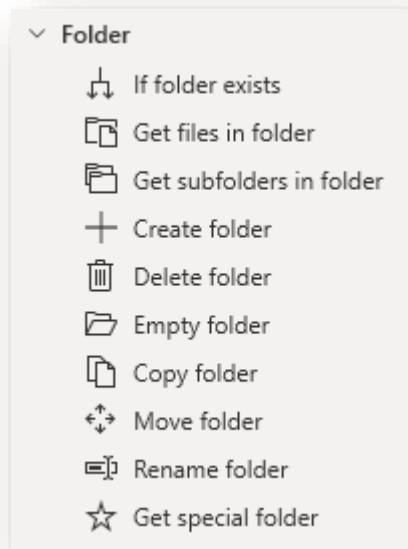 Folder
If folder exists
Get files in folder
Get subfolders in folder
Create folder
Delete folder
Empty folder
Copy folder
Move folder
Rename folder
Get special folder